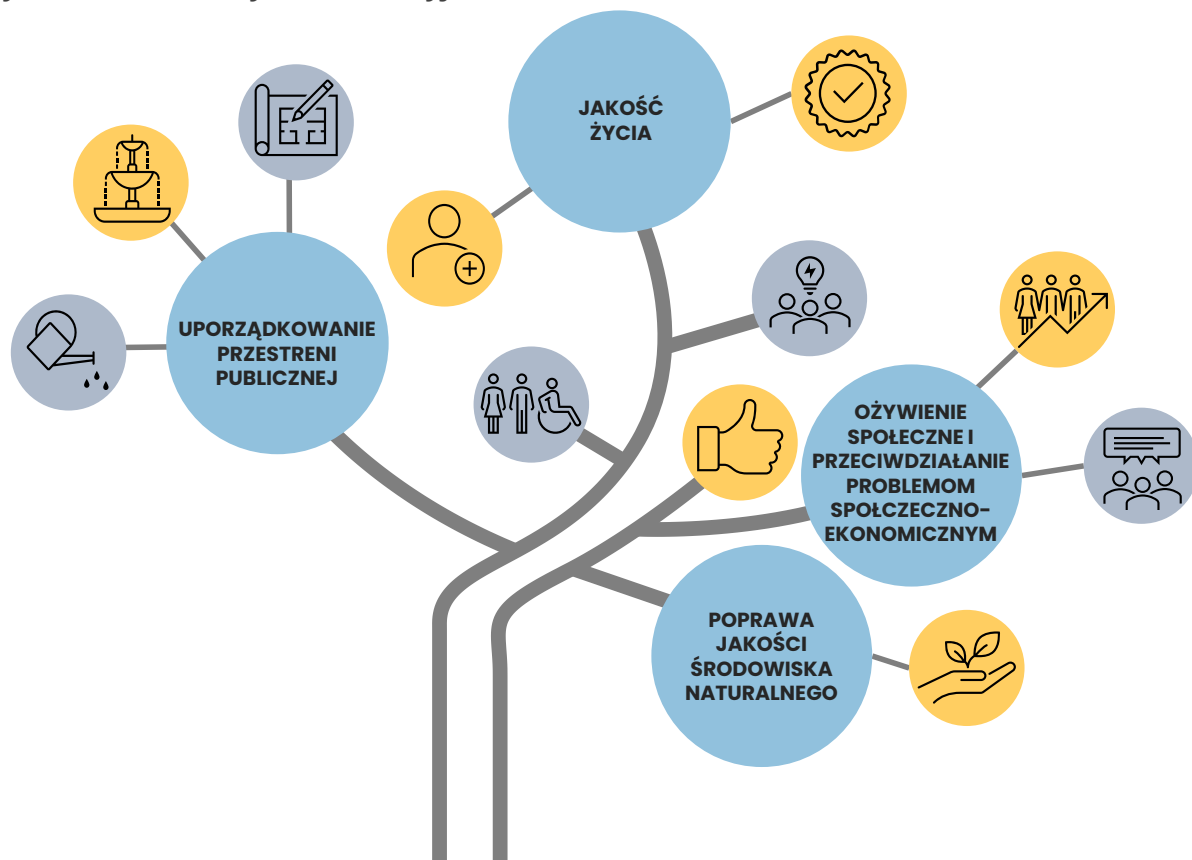 JAKOŚĆ
ŻYCIA
UPORZĄDKOWANIE
PRZESTRENI
PUBLICZNEJ
OŻYWIENIE
SPOŁECZNE I
PRZECIWDZIAŁANIE
PROBLEMOM
SPOŁCZECZNO-
EKONOMICZNYM
POPRAWA
JAKOŚCI
ŚRODOWISKA
NATURALNEGO